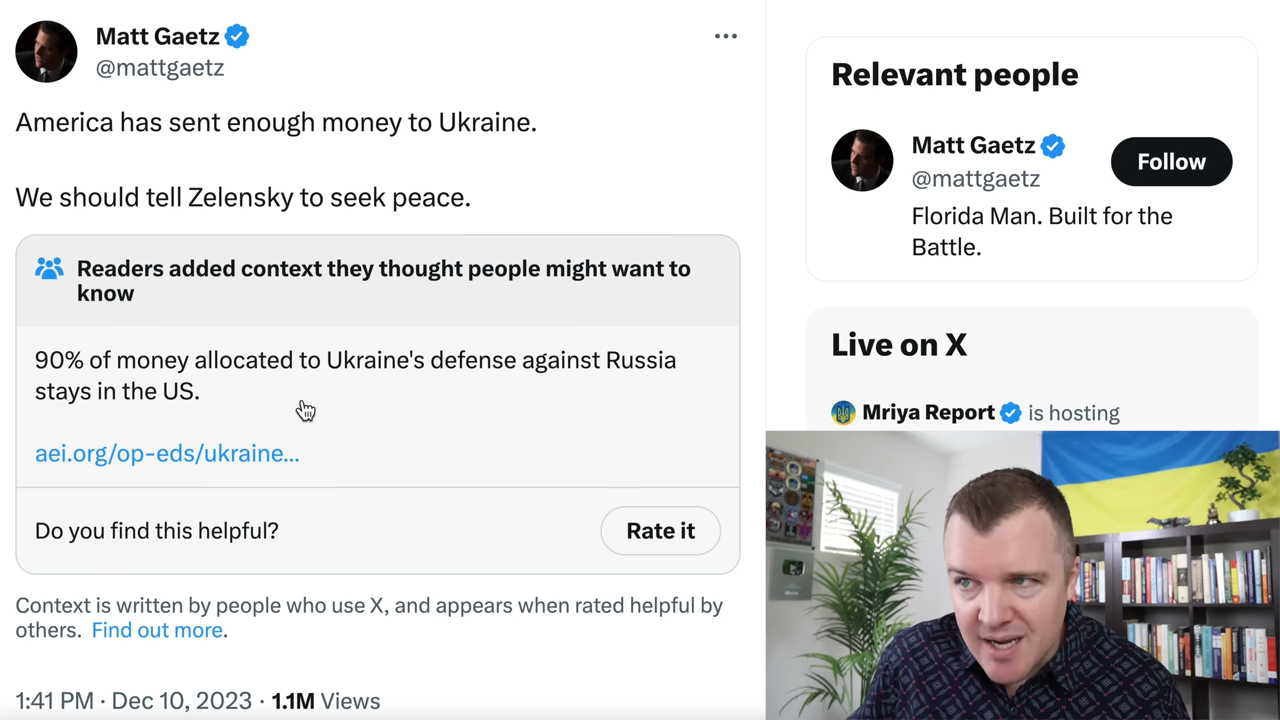 Matt Gaetz
@mattgaetz
America has sent enough money to Ukraine.
We should tell Zelensky to seek peace.
Readers added context they thought people might want to
know
90% of money allocated to Ukraine's defense against Russia
stays in the US.
aei.org/op-eds/ukraine...
Do you find this helpful?
Rate it
Context is written by people who use X, and appears when rated helpful by
others. Find out more.
1:41 PM · Dec 10, 2023 · 1.1M Views
Relevant people
Matt Gaetz
@mattgaetz
Follow
Florida Man. Built for the
Battle.
Live on X
Mriya Report is hosting